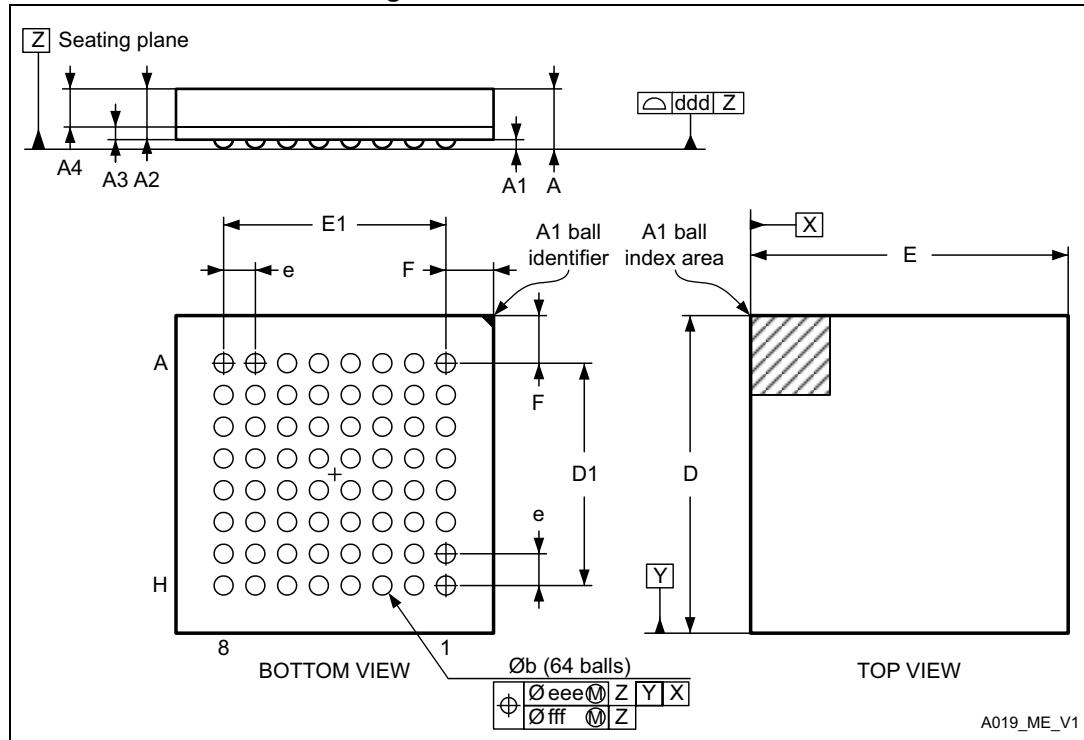 Z Seating plane
ddd Z
A4
A3 A2
A1
A
E1
e
F
A1 ball
identifier
A1 ball
index area
X
E
A
F
D1
D
e
H
Y
8
1
BOTTOM VIEW
Øb (64 balls)
TOP VIEW
Ø eee Ⓜ Z Y X
Ø fff Ⓜ Z
A019_ME_V1